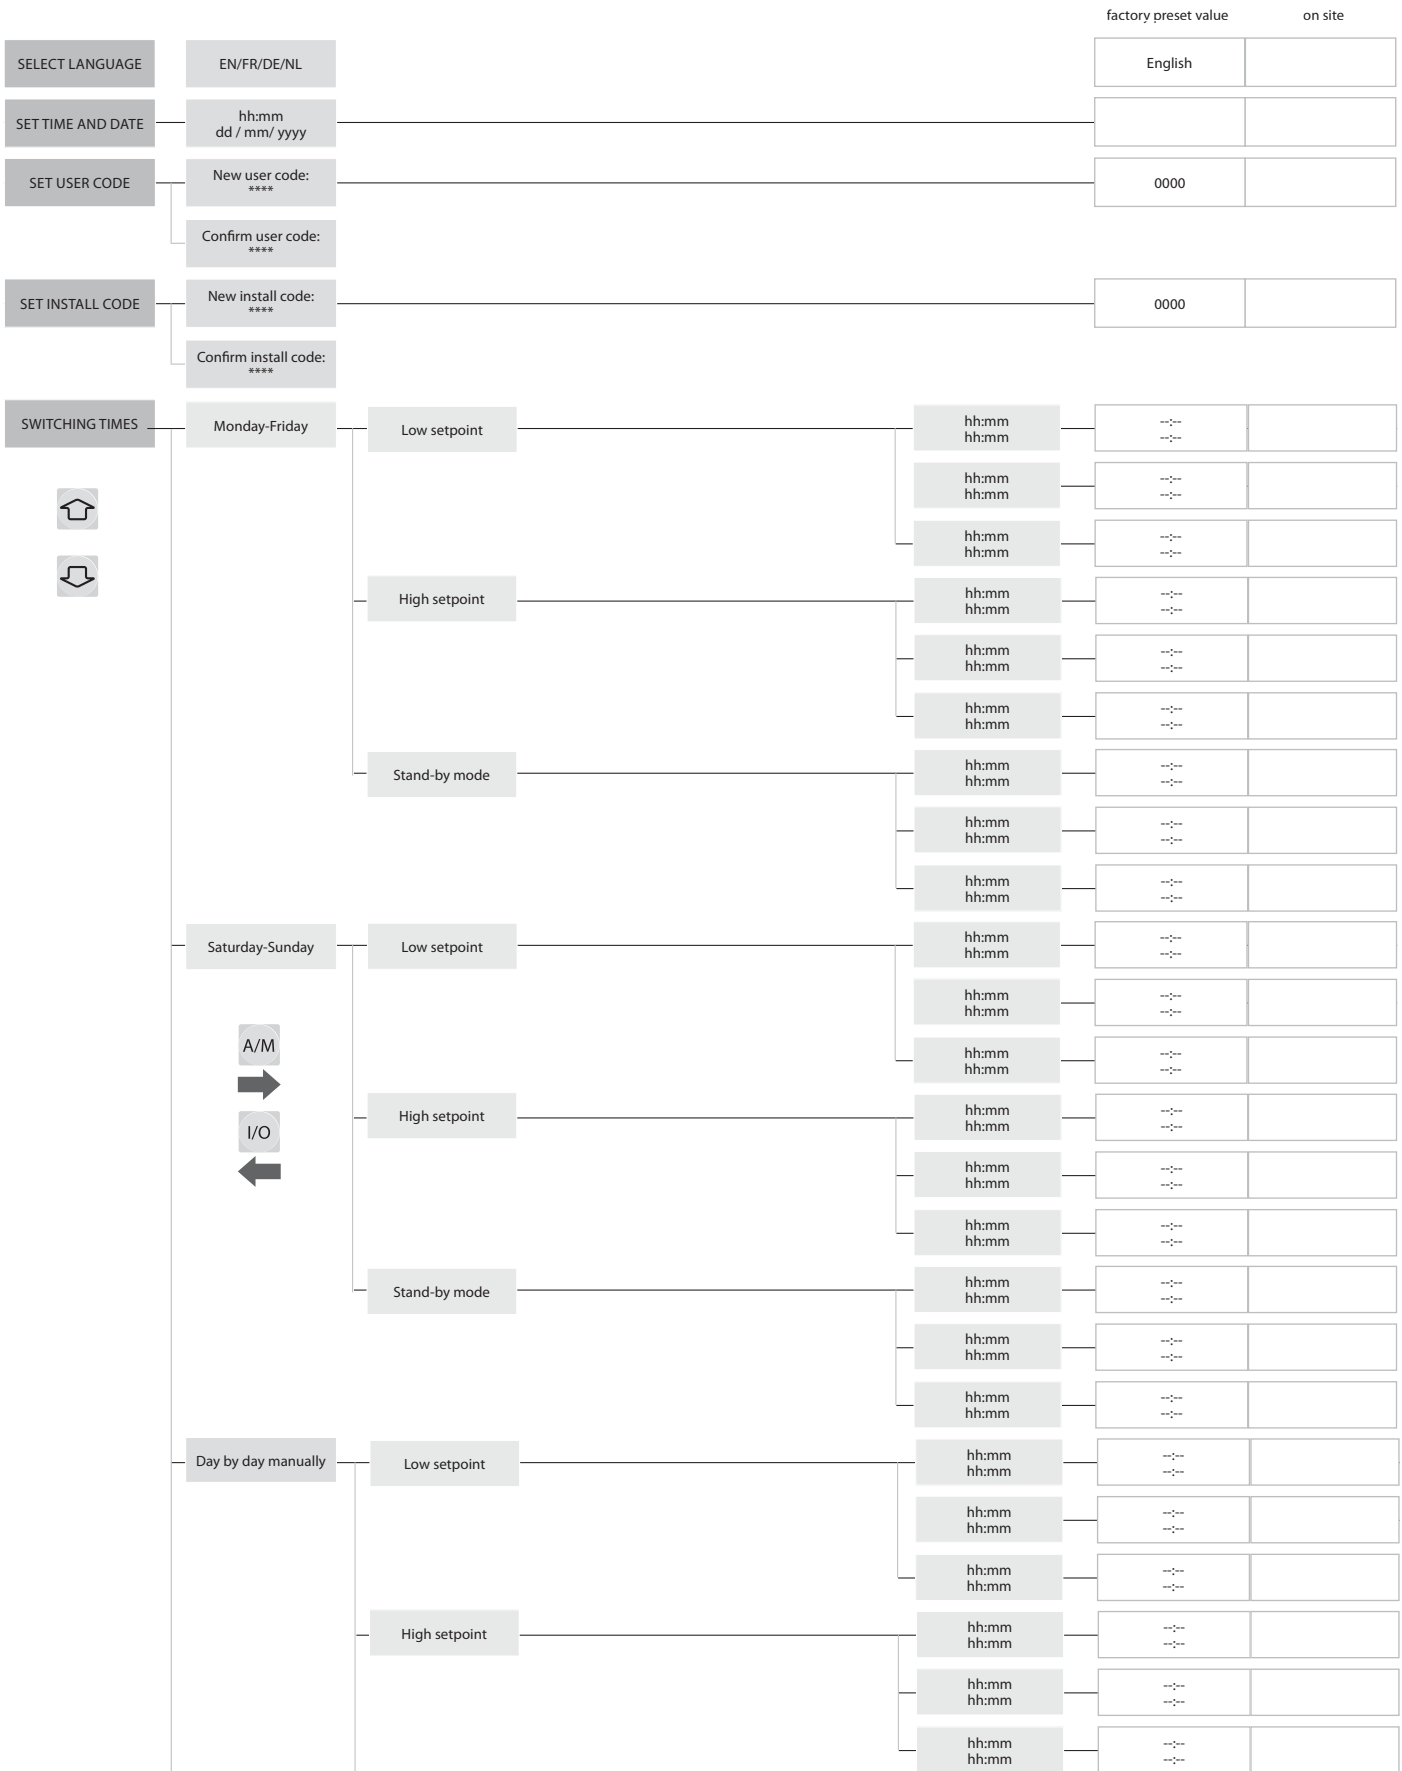 factory preset value on site
SELECT LANGUAGE EN/FR/DE/NL English
SET TIME AND DATE hh:mm
dd / mm/ yyyy
SET USER CODE New user code: 0000
****
Confirm user code:
****
SET INSTALL CODE New install code: 0000
****
Confirm install code:
****
SWITCHING TIMES Monday-Friday Low setpoint hh:mm --:--
hh:mm --:--
hh:mm --:--
hh:mm --:--
hh:mm --:--
hh:mm --:--
High setpoint hh:mm --:--
hh:mm --:--
hh:mm --:--
hh:mm --:--
hh:mm --:--
hh:mm --:--
Stand-by mode hh:mm --:--
hh:mm --:--
hh:mm --:--
hh:mm --:--
hh:mm --:--
hh:mm --:--
Saturday-Sunday Low setpoint hh:mm --:--
hh:mm --:--
hh:mm --:--
hh:mm --:--
A/M
hh:mm --:--
hh:mm --:--
High setpoint hh:mm --:--
hh:mm --:--
I/O
hh:mm --:--
hh:mm --:--
hh:mm --:--
hh:mm --:--
Stand-by mode hh:mm --:--
hh:mm --:--
hh:mm --:--
hh:mm --:--
hh:mm --:--
hh:mm --:--
Day by day manually Low setpoint hh:mm --:--
hh:mm --:--
hh:mm --:--
hh:mm --:--
hh:mm --:--
hh:mm --:--
High setpoint hh:mm --:--
hh:mm --:--
hh:mm --:--
hh:mm --:--
hh:mm --:--
hh:mm --:--